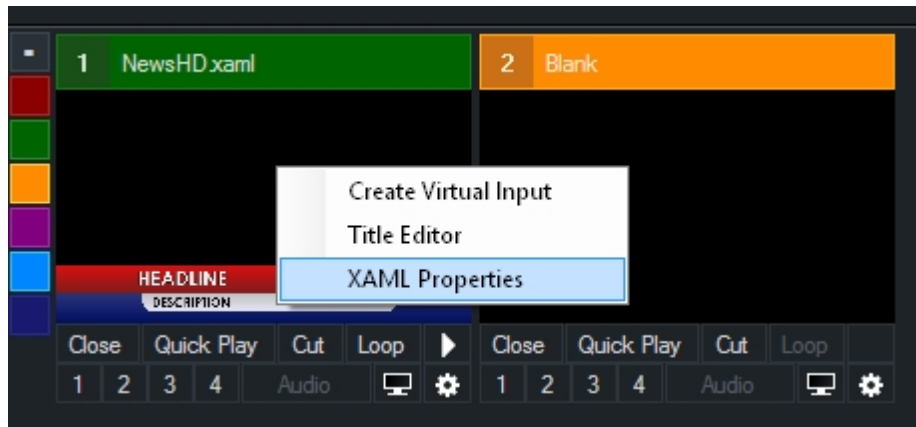 1 NewsHD.xaml
2 Blank
Create Virtual Input
Title Editor
XAML Properties
HEADLINE
DESCRIPTION
Close Quick Play Cut Loop Close Quick Play Cut Loop
1 2 3 4 Audio 1 2 3 4 Audio